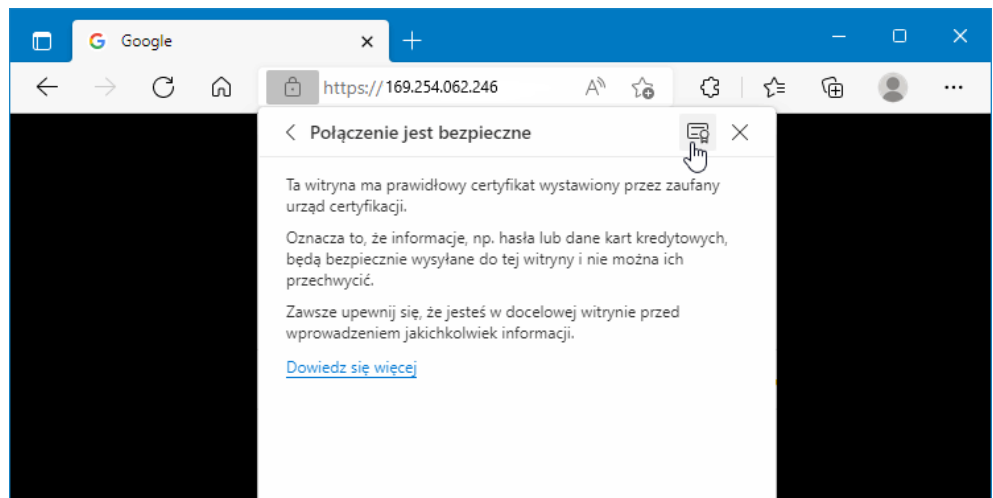 Google
https://169.254.062.246
Połączenie jest bezpieczne
Ta witryna ma prawidłowy certyfikat wystawiony przez zaufany
urząd certyfikacji.
Oznacza to, że informacje, np. hasła lub dane kart kredytowych,
będą bezpiecznie wysyłane do tej witryny i nie można ich
przechwycić.
Zawsze upewnij się, że jesteś w docelowej witrynie przed
wprowadzeniem jakichkolwiek informacji.
Dowiedz się więcej